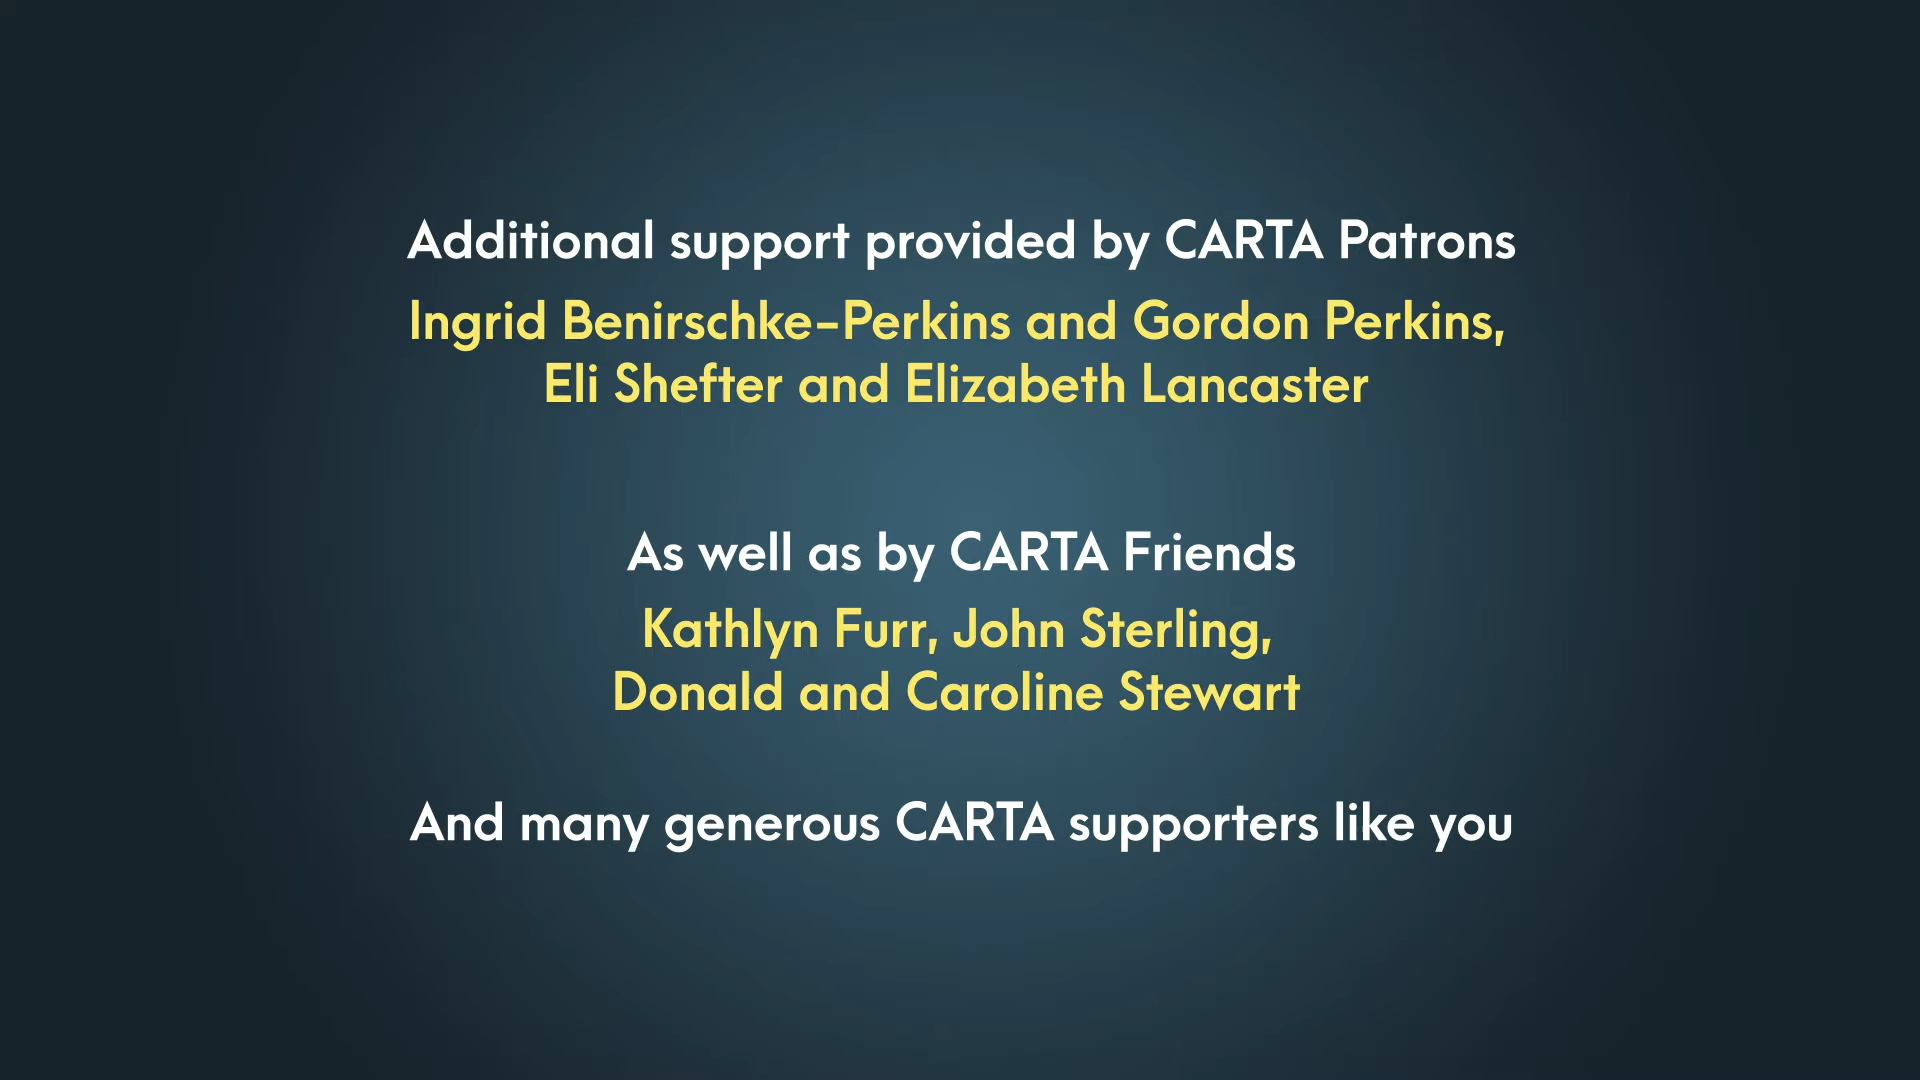 Additional support provided by CARTA Patrons
Ingrid Benirschke-Perkins and Gordon Perkins,
Eli Shefter and Elizabeth Lancaster
As well as by CARTA Friends
Kathlyn Furr, John Sterling,
Donald and Caroline Stewart
And many generous CARTA supporters like you